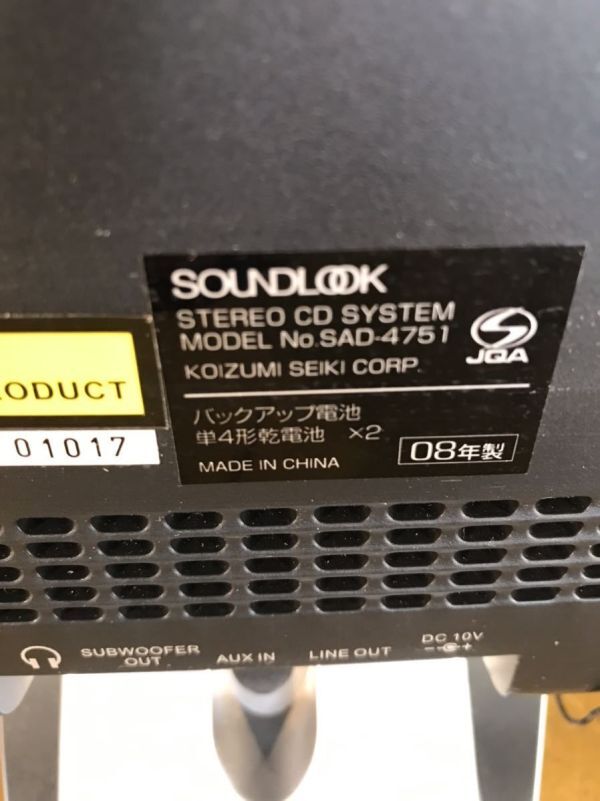 SOUNDLOOK
STEREO CD SYSTEM
MODEL No.SAD-4751
JQA
KOIZUMI SEIKI CORP.
バックアップ電池
単4形乾電池 ×2
08年製
MADE IN CHINA
RODUCT
01017
SUBWOOFER
OUT
AUX IN
LINE OUT
DC 10V